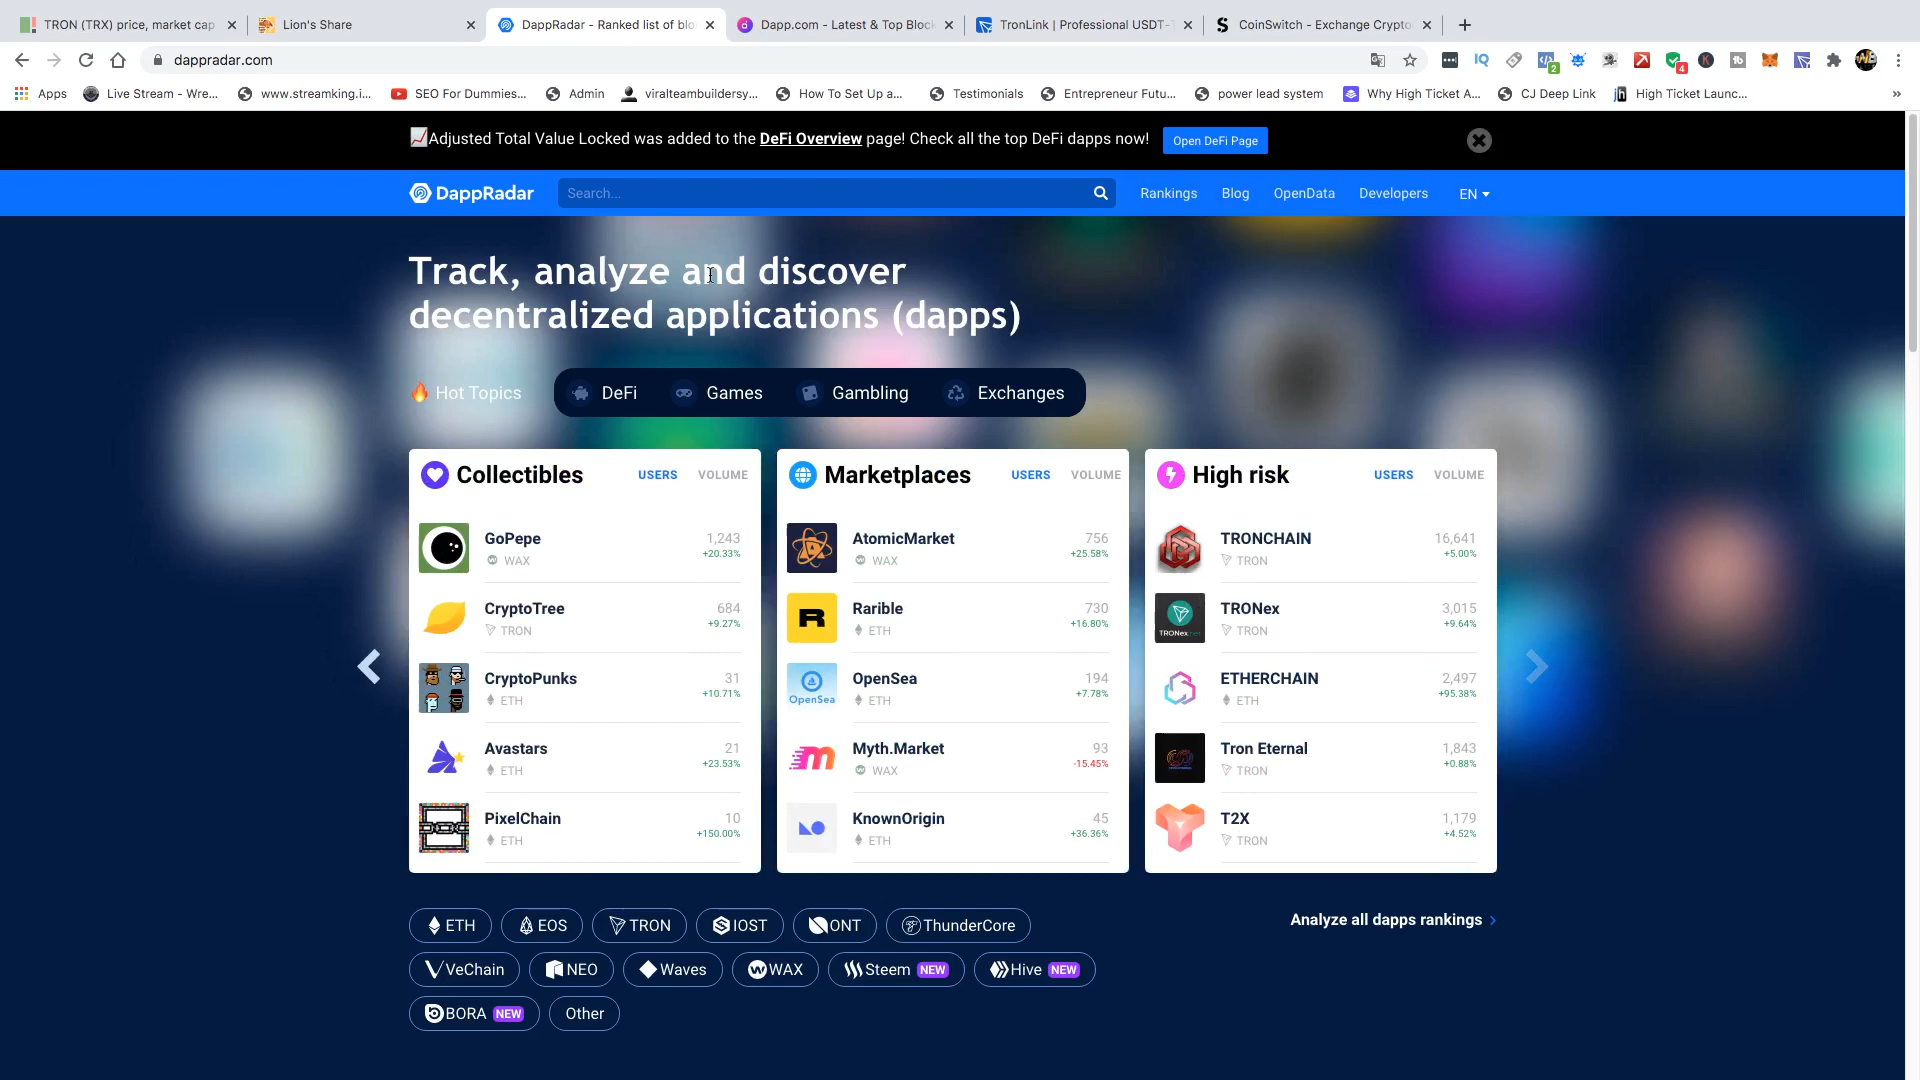 TRON (TRX) price, market cap
Lion's Share
DappRadar - Ranked list of blo
Dapp.com - Latest & Top Block
TronLink | Professional USDT-T
CoinSwitch - Exchange Crypto
dappradar.com
Apps
Live Stream - Wre...
www.streamking.i...
SEO For Dummies...
Admin
viralteambuildersy...
How To Set Up a...
Testimonials
Entrepreneur Futu...
power lead system
Why High Ticket A...
CJ Deep Link
High Ticket Launc...
Adjusted Total Value Locked was added to the DeFi Overview page! Check all the top DeFi dapps now!
Open DeFi Page
DappRadar
Search...
Rankings
Blog
OpenData
Developers
EN
Track, analyze and discover
decentralized applications (dapps)
Hot Topics
DeFi
Games
Gambling
Exchanges
Collectibles
USERS
VOLUME
GoPepe
1,243
WAX
+20.33%
CryptoTree
684
TRON
+9.27%
CryptoPunks
31
ETH
+10.71%
Avastars
21
ETH
+23.53%
PixelChain
10
ETH
+150.00%
Marketplaces
USERS
VOLUME
AtomicMarket
756
WAX
+25.58%
R
Rarible
730
ETH
+16.80%
OpenSea
OpenSea
194
ETH
+7.78%
Myth.Market
93
WAX
-15.45%
KnownOrigin
45
ETH
+36.36%
High risk
USERS
VOLUME
TRONCHAIN
16,641
TRON
+5.00%
TRONex.net
TRONex
3,015
TRON
+9.64%
ETHERCHAIN
2,497
ETH
+95.38%
Tron Eternal
1,843
TRON
+0.88%
T2X
1,179
TRON
+4.52%
ETH
EOS
TRON
IOST
ONT
ThunderCore
Analyze all dapps rankings
VeChain
NEO
Waves
WAX
Steem NEW
Hive NEW
BORA NEW
Other